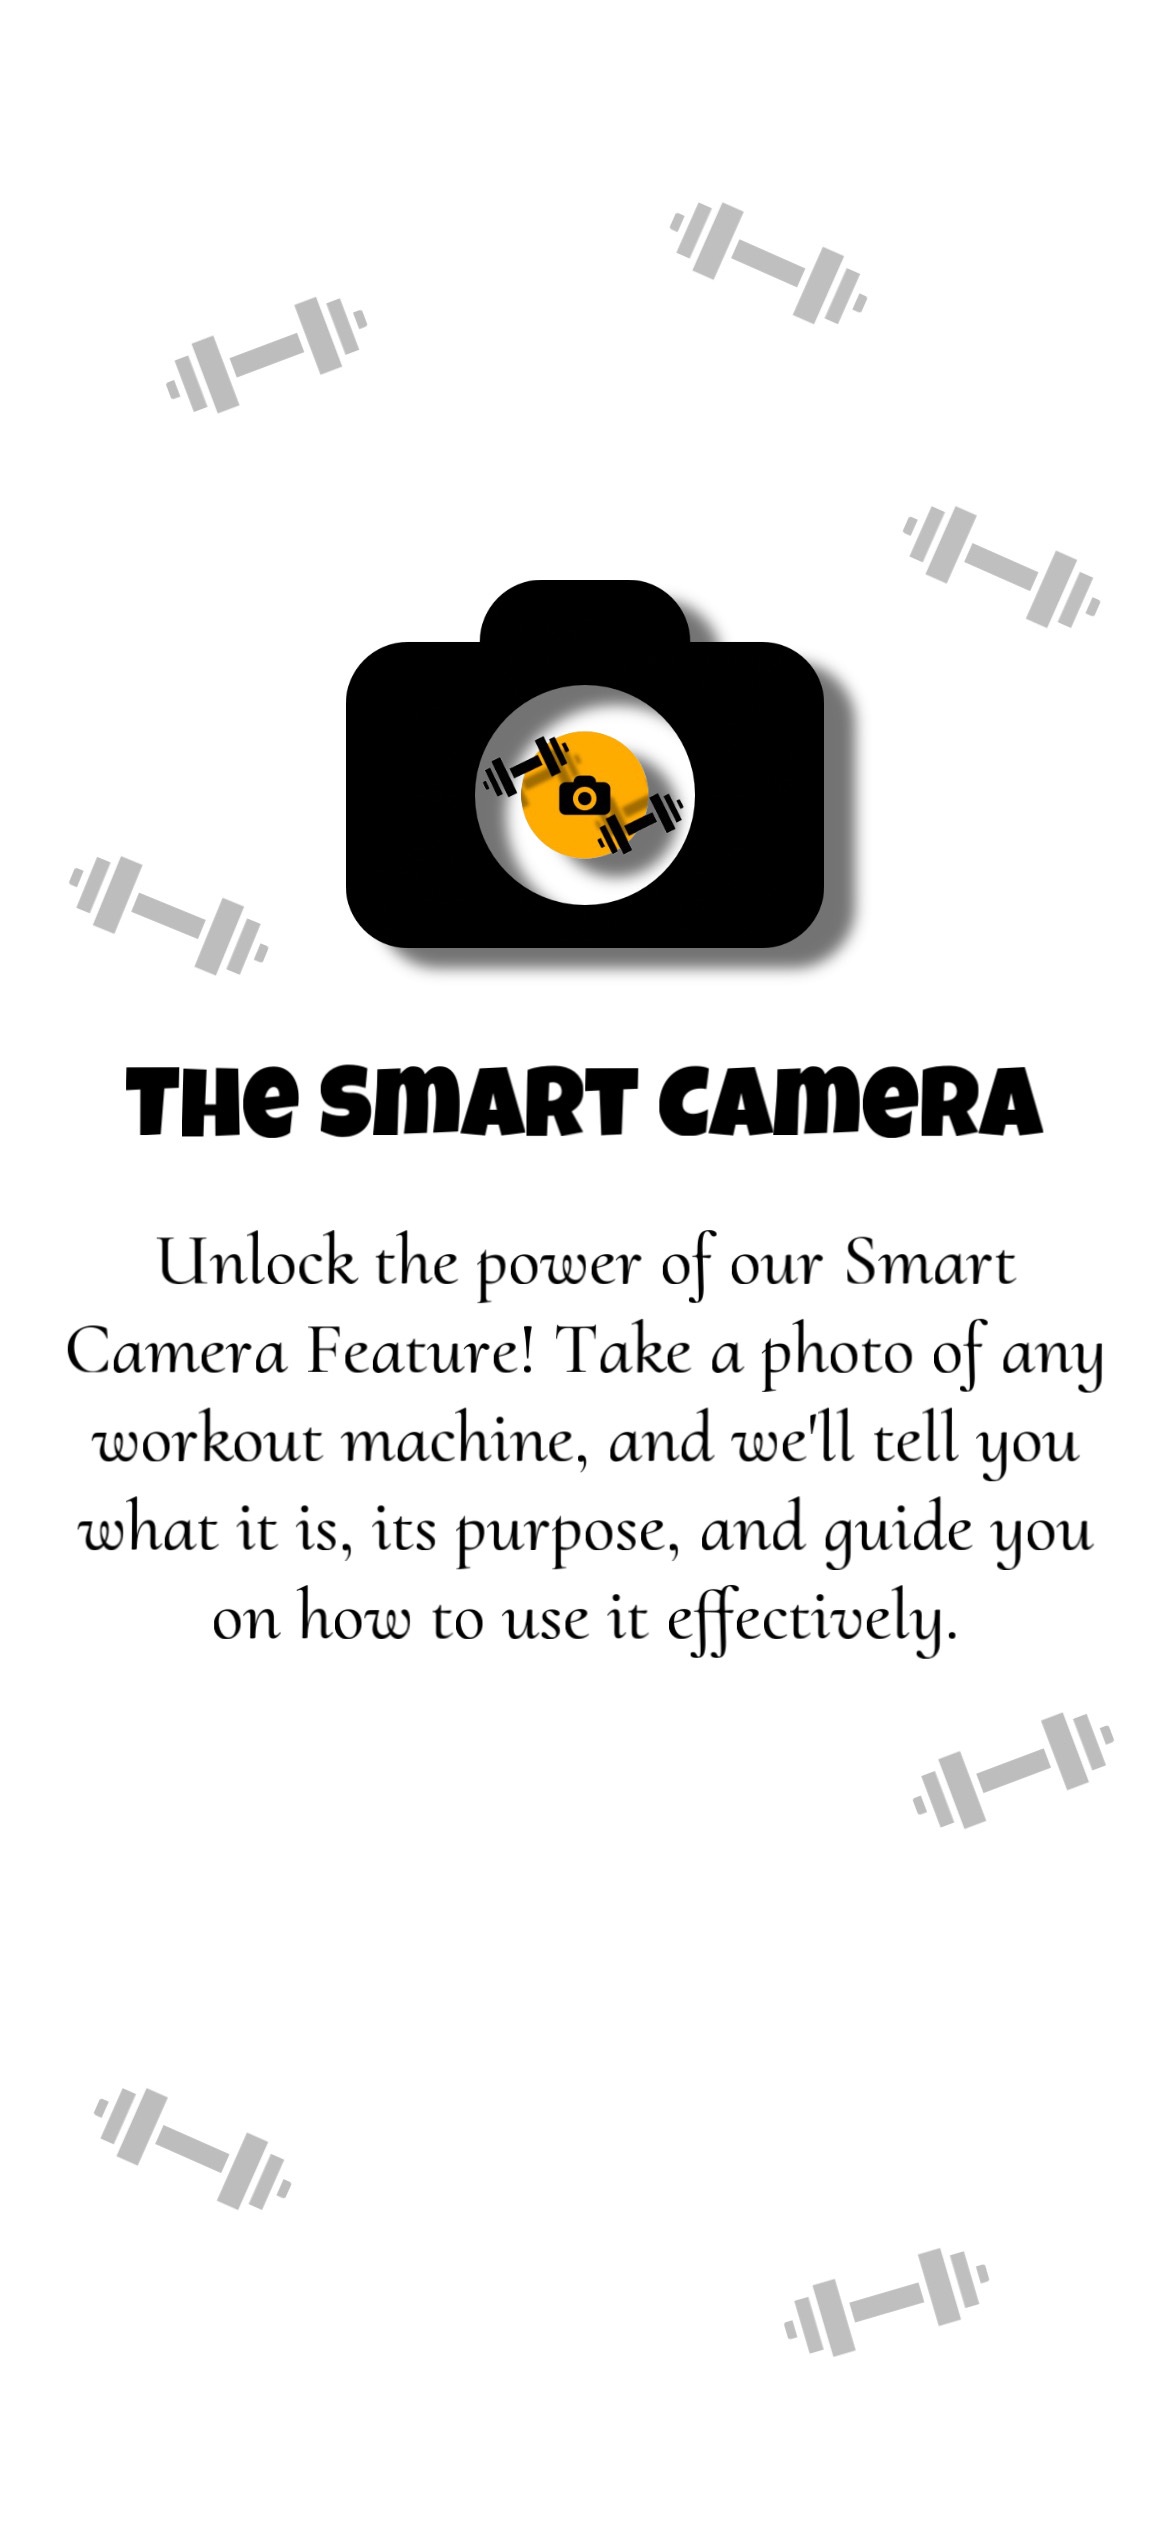 THE SMART CAMERA
Unlock the power of our Smart
Camera Feature! Take a photo of any
workout machine, and we'll tell you
what it is, its purpose, and guide you
on how to use it effectively.